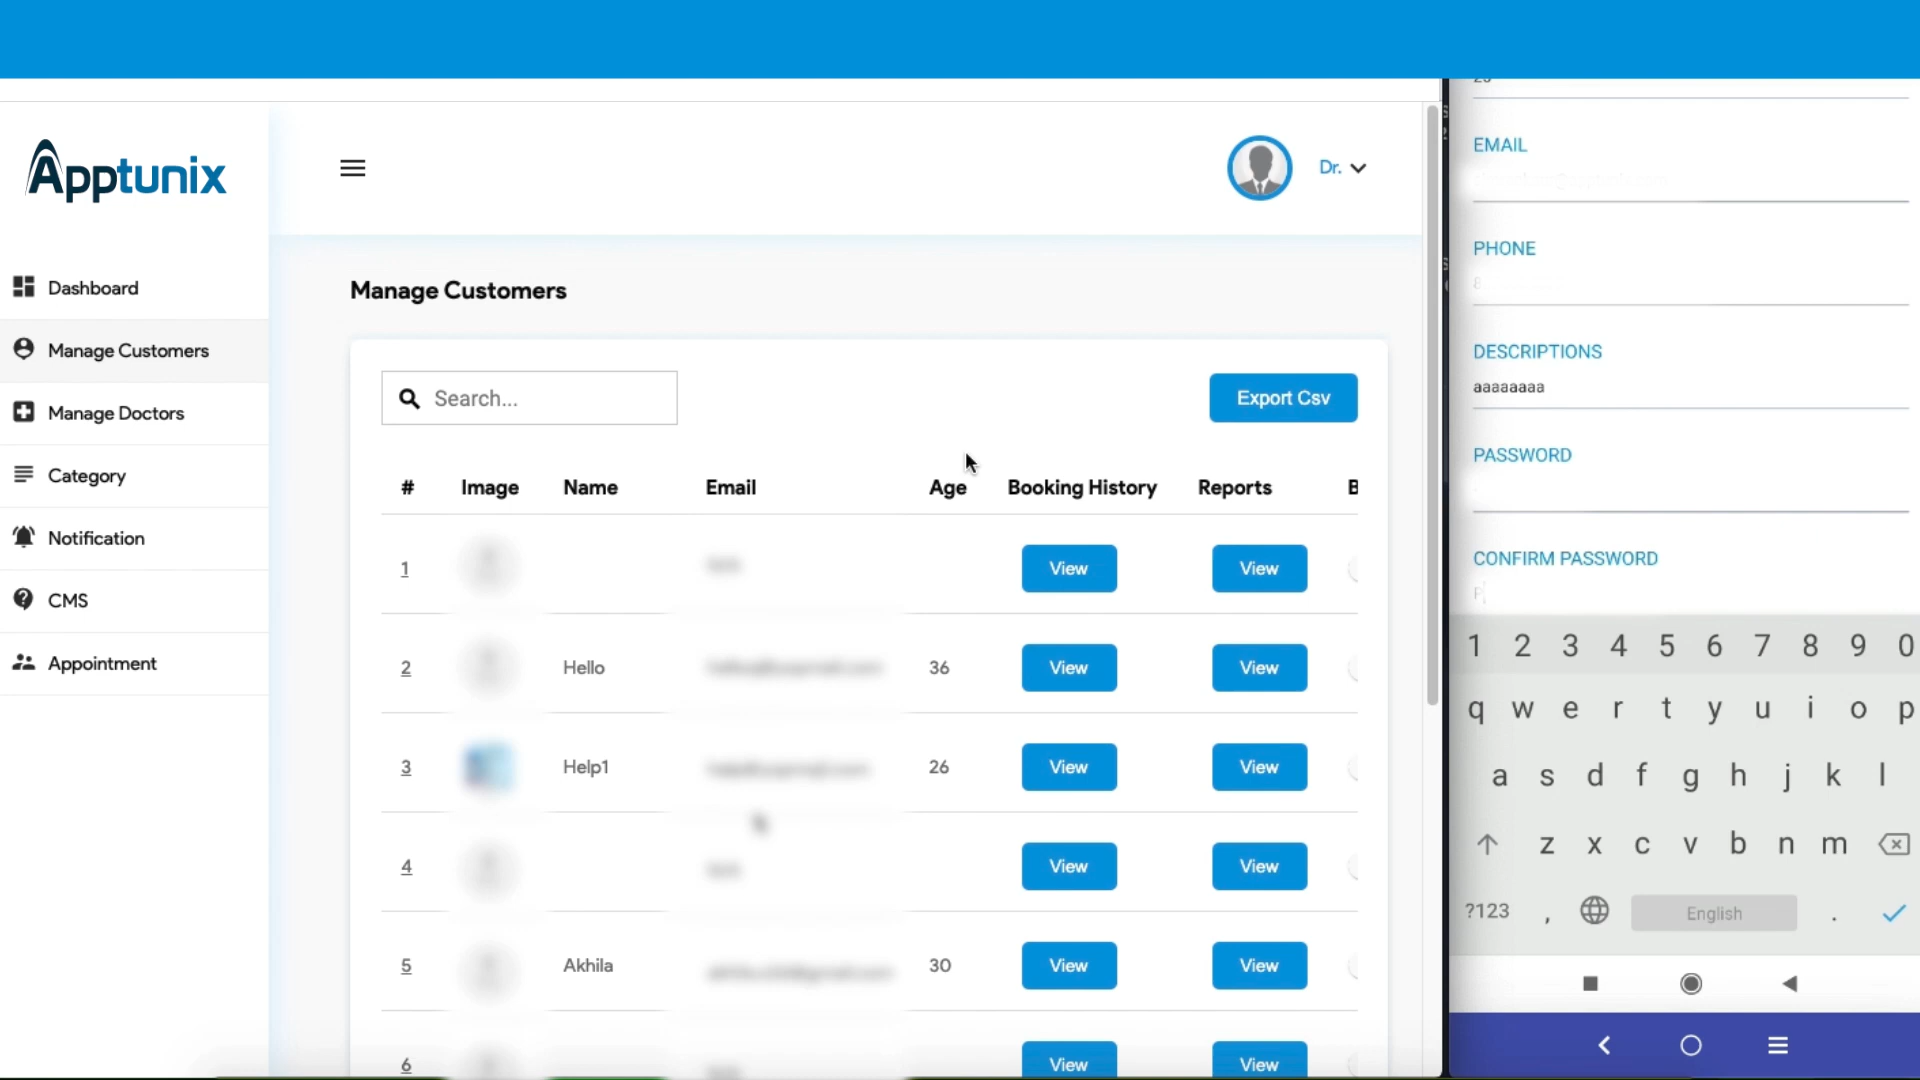 Apptunix
Dr.
Dashboard
Manage Customers
Manage Doctors
Category
Notification
CMS
Appointment
Manage Customers
Search...
Export Csv
# Image Name Email Age Booking History Reports
1 View View
2 Hello 36 View View
3 Help1 26 View View
4 View View
5 Akhila 30 View View
6 View View
EMAIL
PHONE
8
DESCRIPTIONS
aaaaaaaa
PASSWORD
CONFIRM PASSWORD
P
1 2 3 4 5 6 7 8 9 0
q w e r t y u i o p
a s d f g h j k l
z x c v b n m
?123 , English .